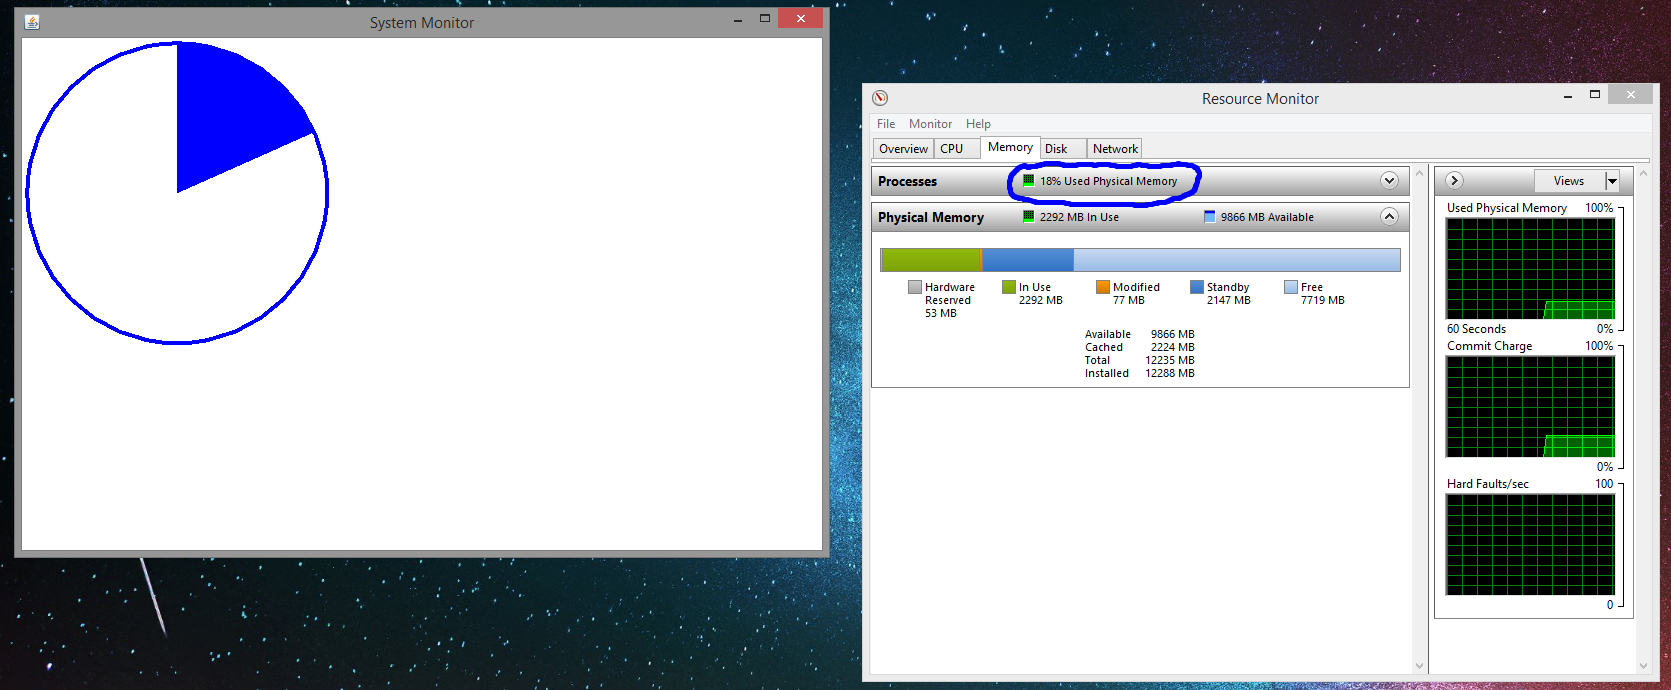 System Monitor
Resource Monitor
File Monitor Help
Overview CPU Memory Disk Network
Processes 18% Used Physical Memory
Physical Memory 2292 MB In Use 9866 MB Available
Hardware Reserved 53 MB
In Use 2292 MB
Modified 77 MB
Standby 2147 MB
Free 7719 MB
Available 9866 MB
Cached 2224 MB
Total 12235 MB
Installed 12288 MB
Views
Used Physical Memory 100%
60 Seconds 0%
Commit Charge 100%
0%
Hard Faults/sec 100
0